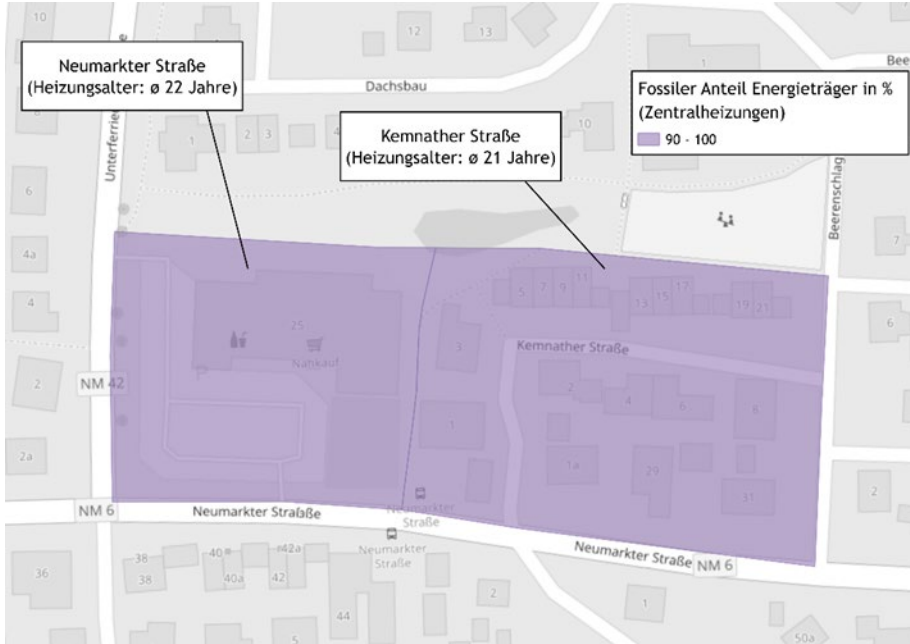 10
12
13
1
Bee
Neumarkter Straße
(Heizungsalter: ø 22 Jahre)
Dachsbau
Fossiler Anteil Energieträger in %
(Zentralheizungen)
90 - 100
Kemnather Straße
(Heizungsalter: ø 21 Jahre)
8
1
2
3
4
10
Unterferrie
Beerenschlag
6
7
4a
4
5
7
9
11
13
15
17
19
21
6
25
Nahkauf
P
3
Kemnather Straße
NM 42
2
2
4
6
8
1
1a
29
31
2a
2
NM 6
Neumarkter Straße
Neumarkter
Straße
Neumarkter
Straße
Neumarkter Straße
NM 6
36
38
38
40
40a
42a
42
44
5
2
1
50a